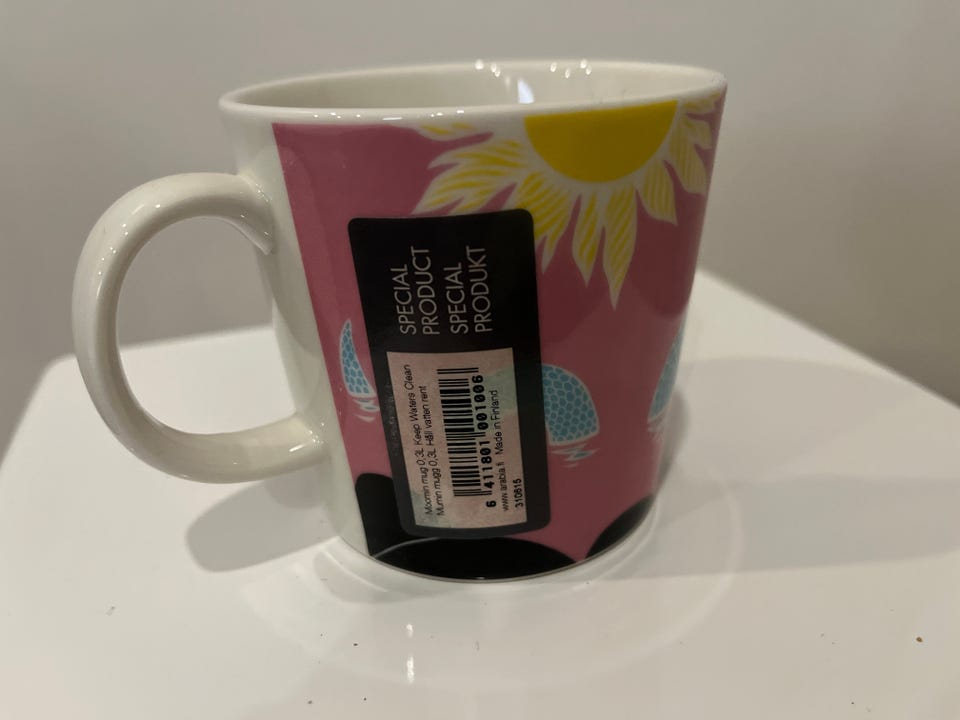 SPECIAL
PRODUCT
SPECIAL
PRODUKT
Moomin mug 0,3L Keep Waters Clean
Mumin mugg 0,3L Håll vatten rent
6 411801 001006
www.arabia.fi Made in Finland
310615